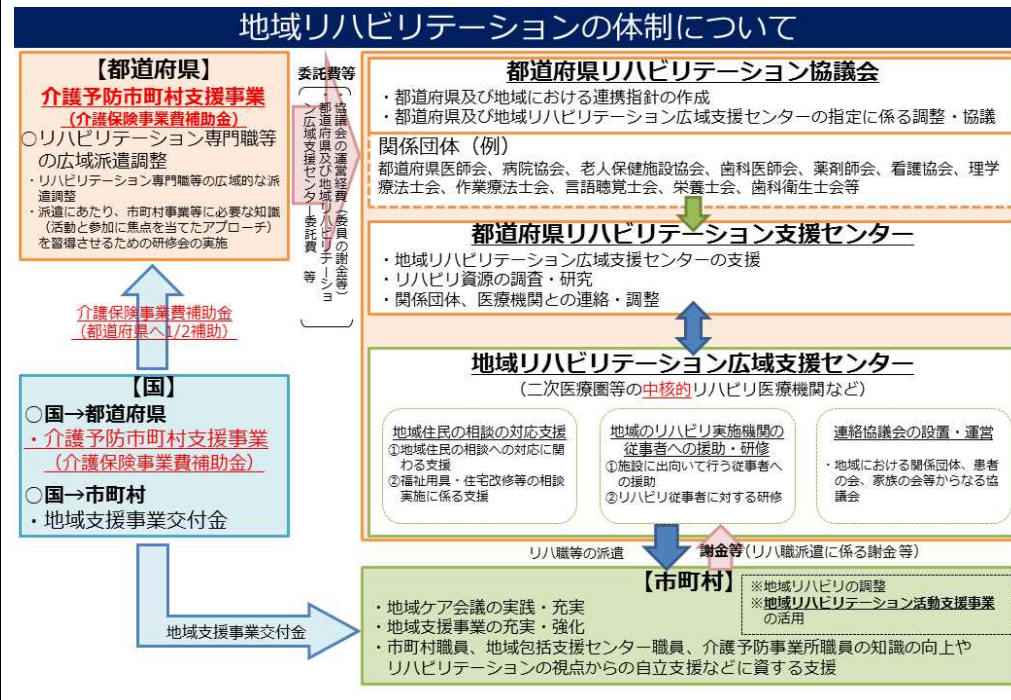 地域リハビリテーションの体制について
【都道府県】
介護予防市町村支援事業
(介護保険事業費補助金)
○リハビリテーション専門職等
の広域派遣調整
・リハビリテーション専門職等の広域的な派
遣調整
・派遣にあたり、市町村事業等に必要な知識
（活動と参加に焦点を当てたアプローチ）
を習得させるための研修会の実施
介護保険事業費補助金
（都道府県へ1/2補助）
【国】
○国→都道府県
・介護予防市町村支援事業
（介護保険事業費補助金）
○国→市町村
・地域支援事業交付金
地域支援事業交付金
委託費等
協議会の運営経費（委員の謝金等）
都道府県及び地域リハビリテーショ
ン広域支援センター委託費　等
都道府県リハビリテーション協議会
・都道府県及び地域における連携指針の作成
・都道府県及び地域リハビリテーション広域支援センターの指定に係る調整・協議
関係団体（例）
都道府県医師会、病院協会、老人保健施設協会、歯科医師会、薬剤師会、看護協会、理学
療法士会、作業療法士会、言語聴覚士会、栄養士会、歯科衛生士会等
都道府県リハビリテーション支援センター
・地域リハビリテーション広域支援センターの支援
・リハビリ資源の調査・研究
・関係団体、医療機関との連絡・調整
地域リハビリテーション広域支援センター
（二次医療圏等の中核的リハビリ医療機関など）
地域住民の相談の対応支援
①地域住民の相談への対応に関
わる支援
②福祉用具・住宅改修等の相談
実施に係る支援
地域のリハビリ実施機関の
従事者への援助・研修
①施設に出向いて行う従事者へ
の援助
②リハビリ従事者に対する研修
連絡協議会の設置・運営
・地域における関係団体、患者
の会、家族の会等からなる協
議会
リハ職等の派遣
謝金等(リハ職派遣に係る謝金等)
【市町村】
※地域リハビリの調整
※地域リハビリテーション活動支援事業
の活用
・地域ケア会議の実践・充実
・地域支援事業の充実・強化
・市町村職員、地域包括支援センター職員、介護予防事業所職員の知識の向上や
リハビリテーションの視点からの自立支援などに資する支援